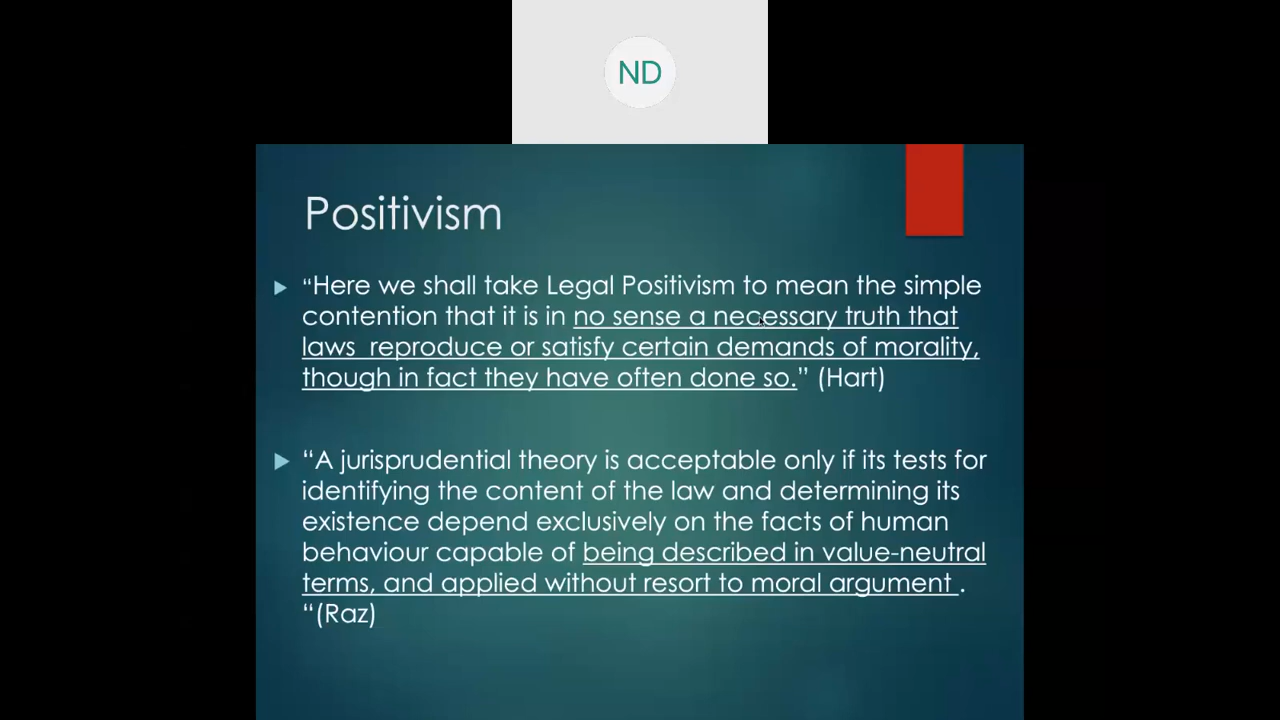 ND
Positivism
“Here we shall take Legal Positivism to mean the simple
contention that it is in no sense a necessary truth that
laws  reproduce or satisfy certain demands of morality,
though in fact they have often done so.” (Hart)
“A jurisprudential theory is acceptable only if its tests for
identifying the content of the law and determining its
existence depend exclusively on the facts of human
behaviour capable of being described in value-neutral
terms, and applied without resort to moral argument .
“(Raz)